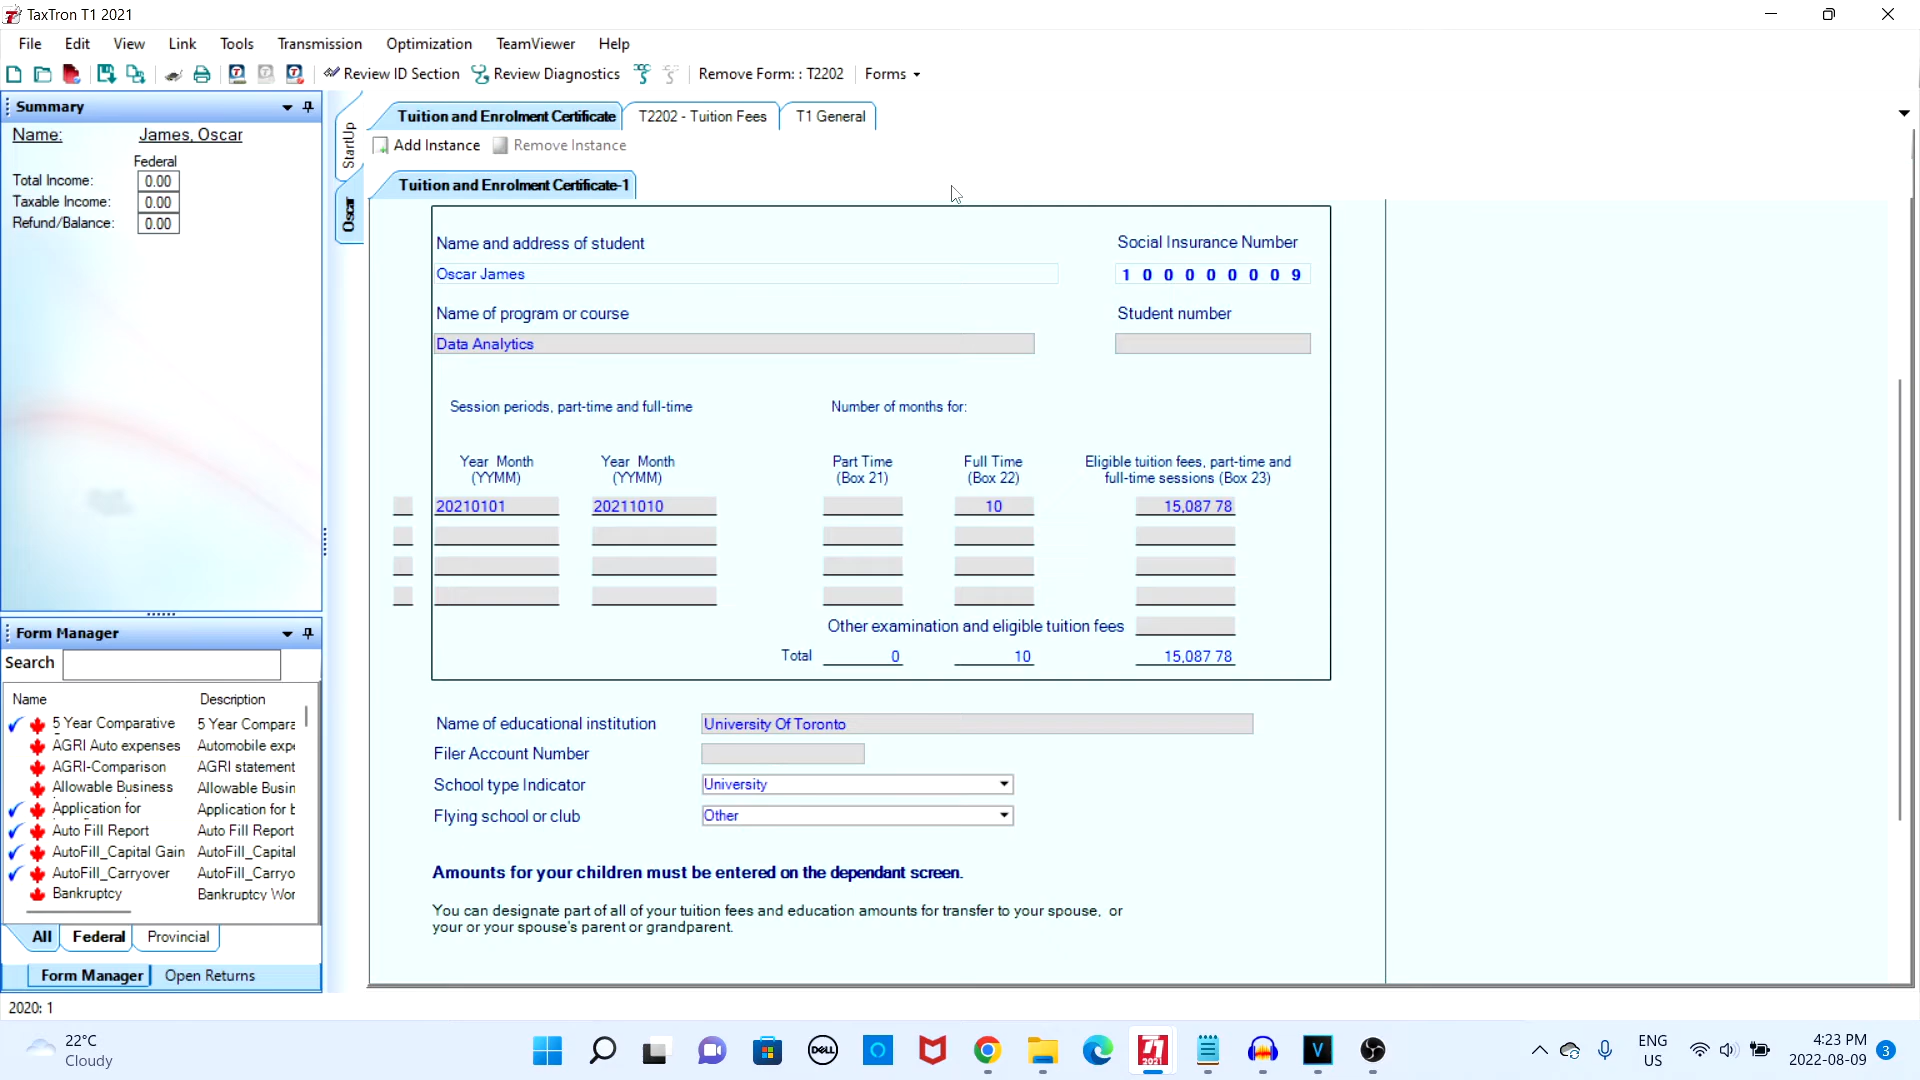 TaxTron T1 2021
File Edit View Link Tools Transmission Optimization TeamViewer Help
Review ID Section Review Diagnostics Remove Form: : T2202 Forms
Summary
Name: James, Oscar
Federal
Total Income: 0.00
Taxable Income: 0.00
Refund/Balance: 0.00
StartUp
Oscar
Tuition and Enrolment Certificate T2202 - Tuition Fees T1 General
Add Instance Remove Instance
Tuition and Enrolment Certificate-1
Name and address of student Social Insurance Number
Oscar James 1 0 0 0 0 0 0 0 9
Name of program or course Student number
Data Analytics
Session periods, part-time and full-time Number of months for:
Year Month Year Month Part Time Full Time Eligible tuition fees, part-time and
(YYMM) (YYMM) (Box 21) (Box 22) full-time sessions (Box 23)
20210101 20211010 10 15,087 78
Other examination and eligible tuition fees
Total 0 10 15,087 78
Name of educational institution University Of Toronto
Filer Account Number
School type Indicator University
Flying school or club Other
Amounts for your children must be entered on the dependant screen.
You can designate part of all of your tuition fees and education amounts for transfer to your spouse, or
your or your spouse's parent or grandparent.
Form Manager
Search
Name Description
5 Year Comparative 5 Year Compara
AGRI Auto expenses Automobile expe
AGRI-Comparison AGRI statement
Allowable Business Allowable Busin
Application for Application for b
Auto Fill Report Auto Fill Report
AutoFill_Capital Gain AutoFill_Capital
AutoFill_Carryover AutoFill_Carryo
Bankruptcy Bankruptcy Wor
All Federal Provincial
Form Manager Open Returns
2020: 1
22°C
Cloudy
DELL
T1
2021
V
ENG
US
4:23 PM
2022-08-09
3